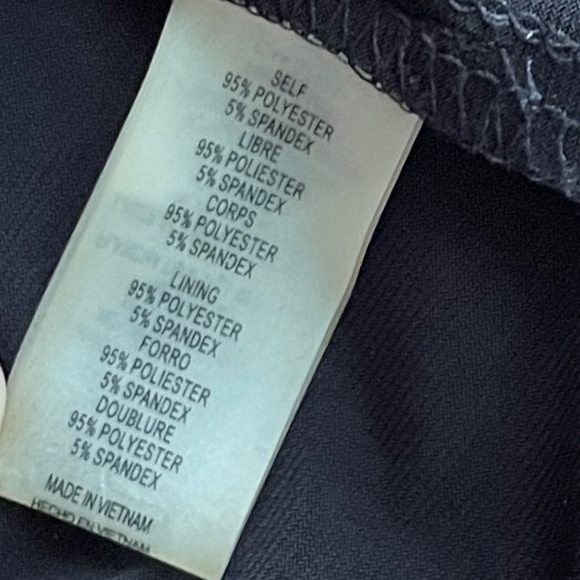 SELF
95% POLYESTER
5% SPANDEX
LIBRE
95% POLIESTER
5% SPANDEX
CORPS
95% POLYESTER
5% SPANDEX
LINING
95% POLYESTER
5% SPANDEX
FORRO
95% POLIESTER
5% SPANDEX
DOUBLURE
95% POLYESTER
5% SPANDEX
MADE IN VIETNAM
HECHO EN VIETNAM